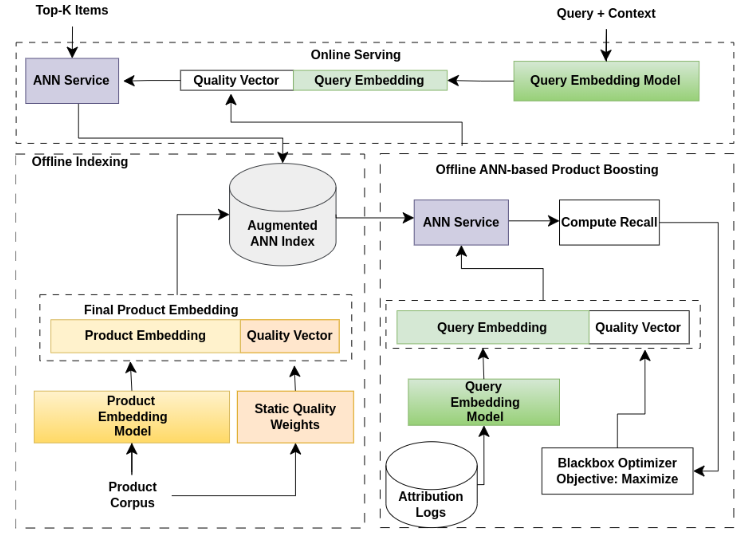 Top-K Items
Query + Context
Online Serving
ANN Service
Quality Vector
Query Embedding
Query Embedding Model
Offline Indexing
Augmented
ANN Index
Final Product Embedding
Product Embedding
Quality Vector
Product
Embedding
Model
Static Quality
Weights
Product
Corpus
Offline ANN-based Product Boosting
ANN Service
Compute Recall
Query Embedding
Quality Vector
Query
Embedding
Model
Blackbox Optimizer
Objective: Maximize
Attribution
Logs